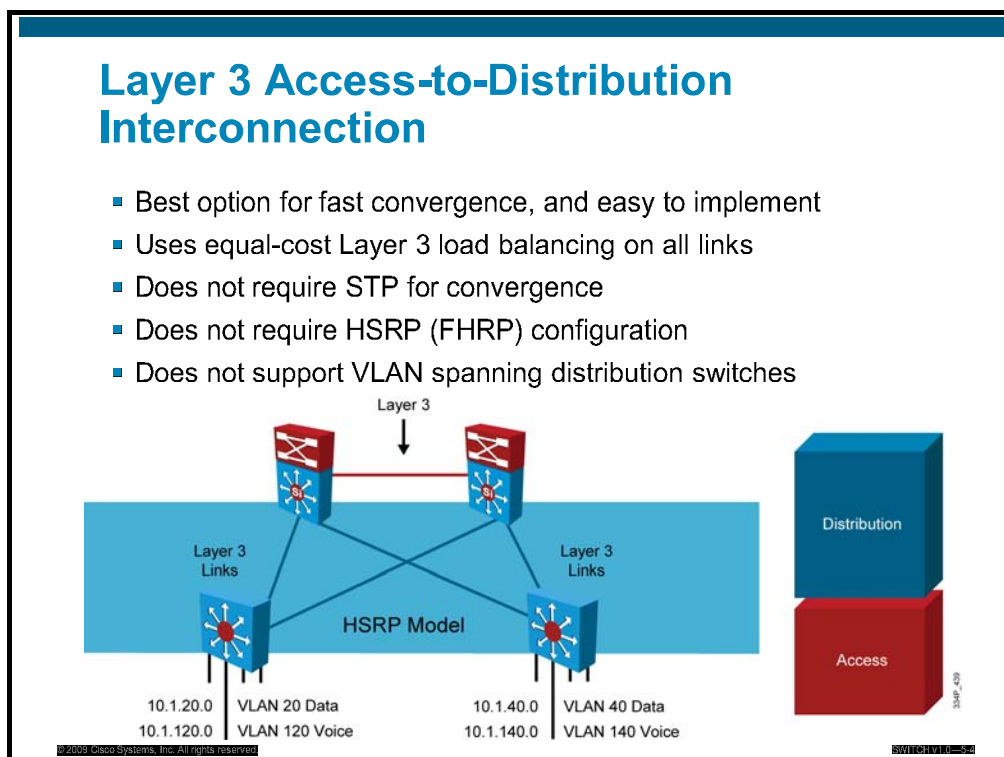 Layer 3 Access-to-Distribution
Interconnection
Best option for fast convergence, and easy to implement
Uses equal-cost Layer 3 load balancing on all links
Does not require STP for convergence
Does not require HSRP (FHRP) configuration
Does not support VLAN spanning distribution switches
Layer 3
Si
Si
Layer 3
Links
Layer 3
Links
HSRP Model
10.1.20.0 VLAN 20 Data
10.1.120.0 VLAN 120 Voice
10.1.40.0 VLAN 40 Data
10.1.140.0 VLAN 140 Voice
Distribution
Access
334P_439
© 2009 Cisco Systems, Inc. All rights reserved.
SWITCH v1.0—5-4